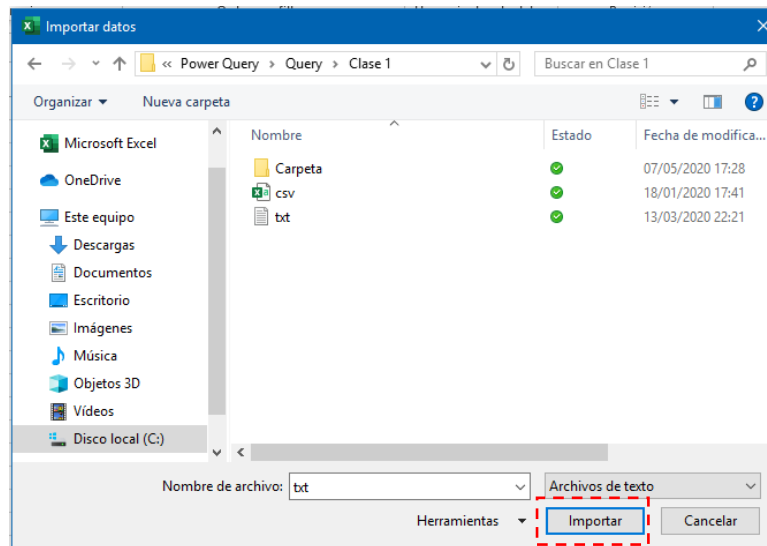 Importar datos
« Power Query > Query > Clase 1
Buscar en Clase 1
Organizar
Nueva carpeta
Microsoft Excel
OneDrive
Este equipo
Descargas
Documentos
Escritorio
Imágenes
Música
Objetos 3D
Vídeos
Disco local (C:)
Nombre Estado Fecha de modifica...
Carpeta 07/05/2020 17:28
csv 18/01/2020 17:41
txt 13/03/2020 22:21
Nombre de archivo: txt
Archivos de texto
Herramientas
Importar
Cancelar